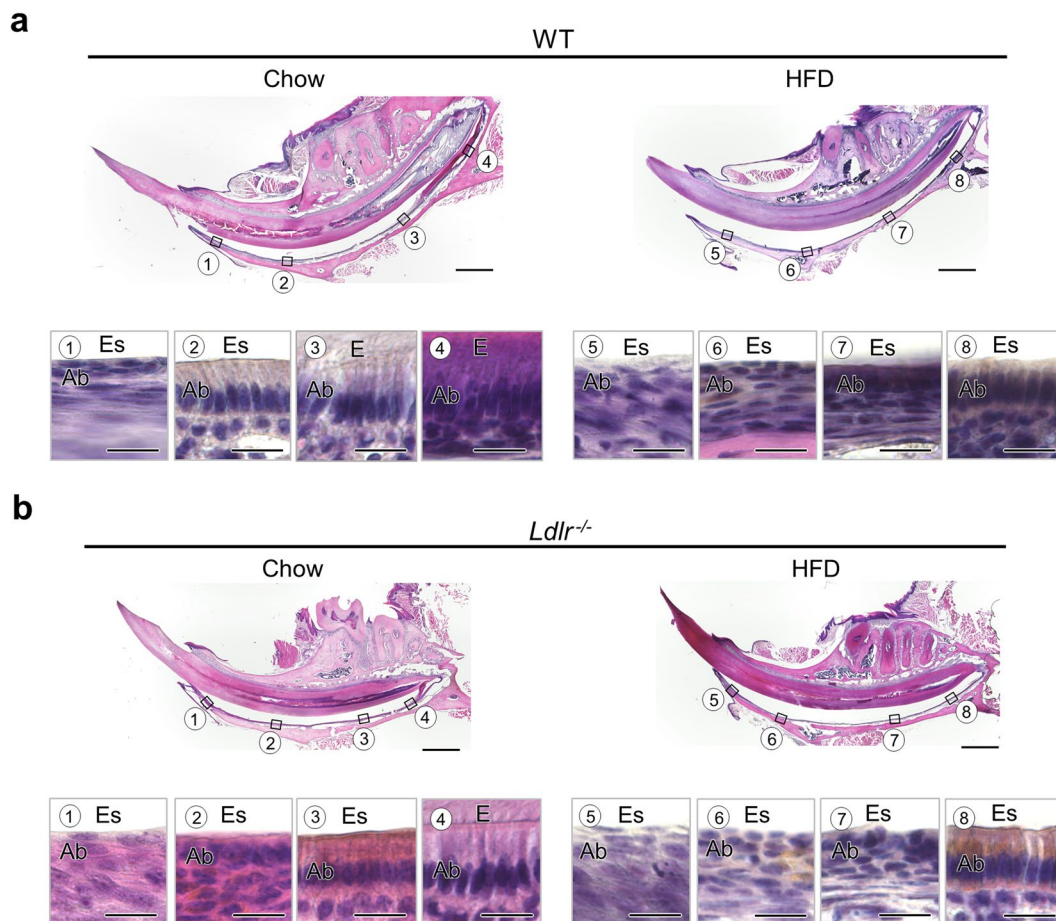 a
WT
Chow HFD
4
8
3
7
1
5
2
6
1 Es 2 Es 3 E 4 E 5 Es 6 Es 7 Es 8 Es
Ab Ab Ab Ab Ab Ab Ab Ab
b
Ldlr-/-
Chow HFD
1
2
3
4
5
6
7
8
1 Es 2 Es 3 Es 4 E 5 Es 6 Es 7 Es 8 Es
Ab Ab Ab Ab Ab Ab Ab Ab